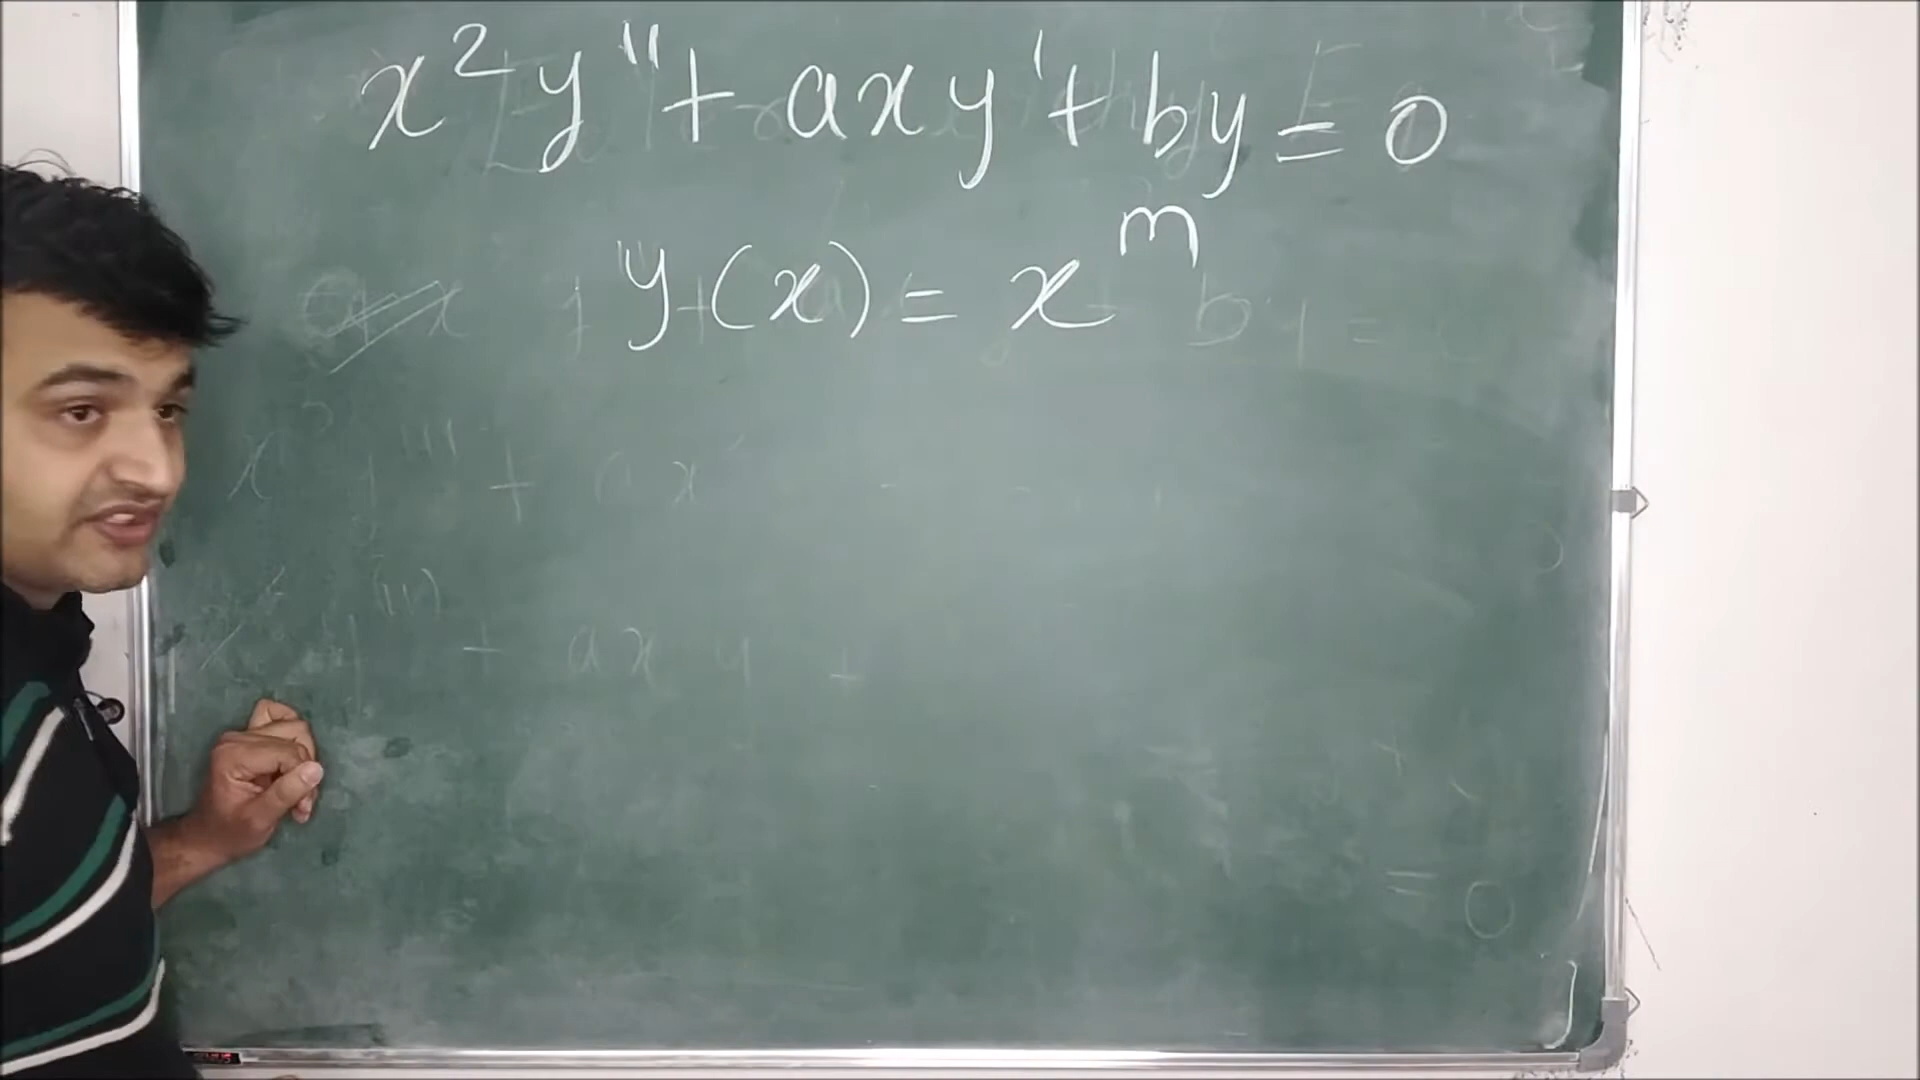 x²y" + axy' + by = 0
y(x) = x^m